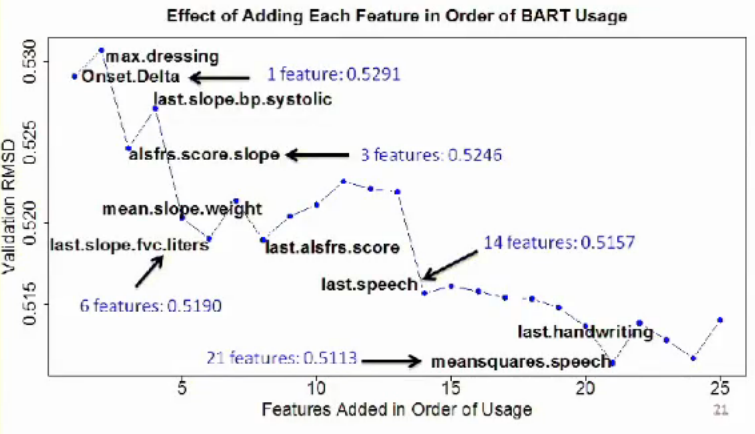 Effect of Adding Each Feature in Order of BART Usage
Validation RMSD
0.530
0.525
0.520
0.515
max.dressing
Onset.Delta
1 feature: 0.5291
last.slope.bp.systolic
alsfrs.score.slope
3 features: 0.5246
mean.slope.weight
last.slope.fvc.liters
last.alsfrs.score
14 features: 0.5157
last.speech
6 features: 0.5190
last.handwriting
21 features: 0.5113
meansquares.speech
5 10 15 20 25
Features Added in Order of Usage
21